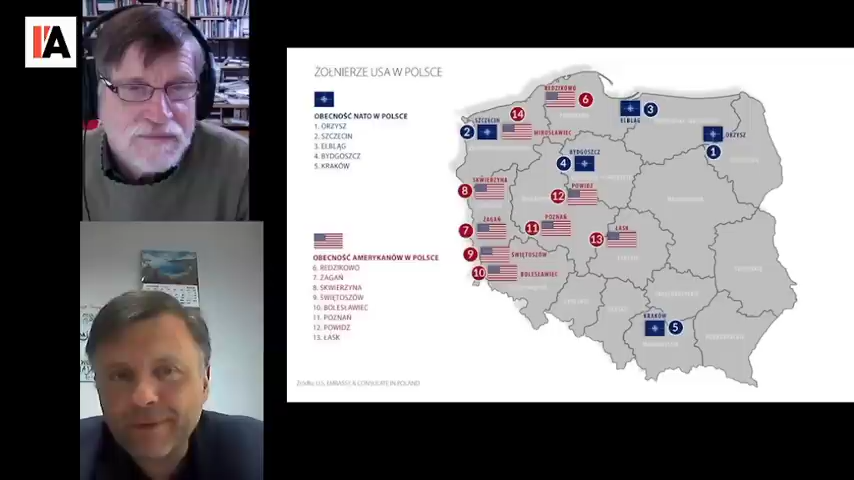 IA
ŻOŁNIERZE USA W POLSCE
OBECNOŚĆ NATO W POLSCE
1. ORZYSZ
2. SZCZECIN
3. ELBLĄG
4. BYDGOSZCZ
5. KRAKÓW
OBECNOŚĆ AMERYKANÓW W POLSCE
6. REDZIKOWO
7. ŻAGAŃ
8. SKWIERZYNA
9. ŚWIĘTOSZÓW
10. BOLESŁAWIEC
11. POZNAŃ
12. POWIDZ
13. ŁASK
REDZIKOWO
6
14
3
ELBLĄG
SZCZECIN
2
MIROSŁAWIEC
ORZYSZ
1
BYDGOSZCZ
4
SKWIERZYNA
8
POWIDZ
12
ŻAGAŃ
7
POZNAŃ
11
ŁASK
13
9
ŚWIĘTOSZÓW
10
BOLESŁAWIEC
KRAKÓW
5